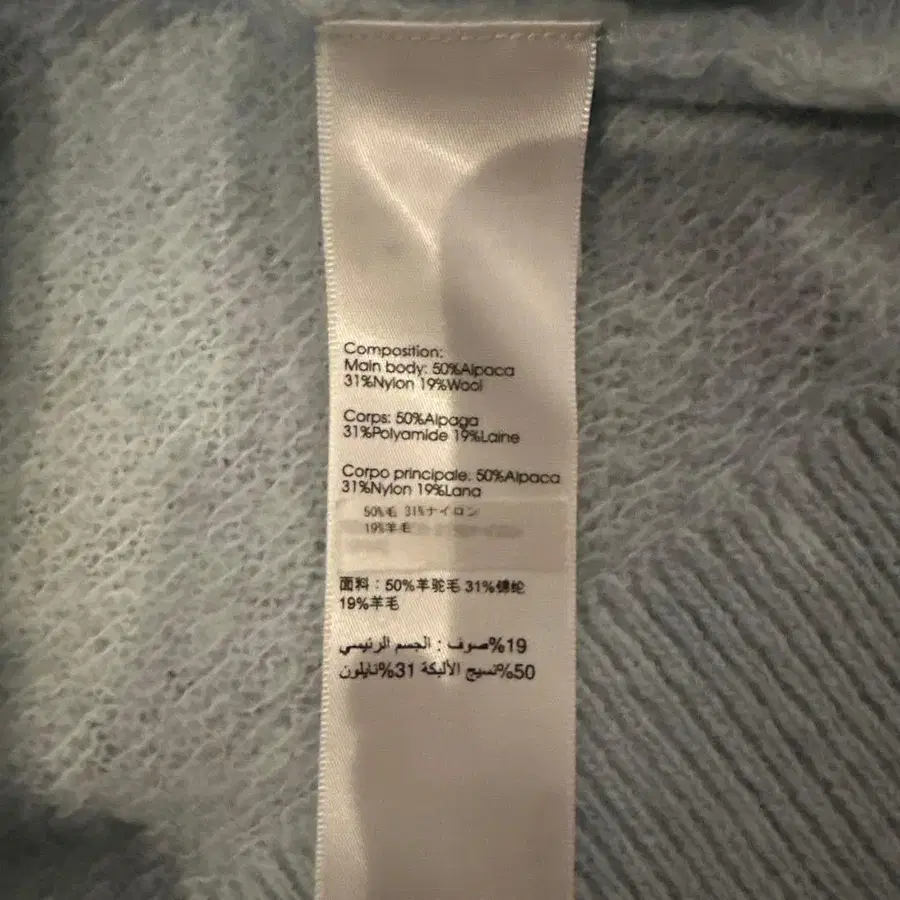 Composition:
Main body: 50%Alpaca
31%Nylon 19%Wool
Corps: 50%Alpaga
31%Polyamide 19%Laine
Corpo principale: 50%Alpaca
31%Nylon 19%Lana
50%毛 31%ナイロン
19%羊毛
面料：50%羊驼毛 31%锦纶
19%羊毛
19%صوف : الجسم الرئيسي
50%نسيج الألبكة 31%نايلون